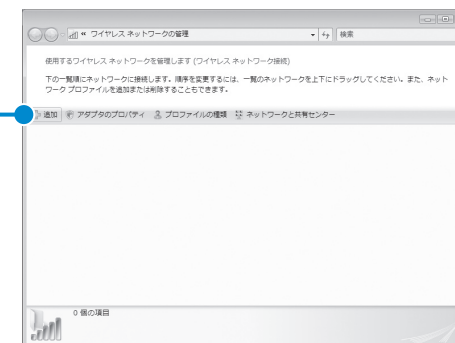 « ワイヤレス ネットワークの管理
検索
使用するワイヤレス ネットワークを管理します (ワイヤレス ネットワーク接続)
下の一覧順にネットワークに接続します。順序を変更するには、一覧のネットワークを上下にドラッグしてください。また、ネット
ワーク プロファイルを追加または削除することもできます。
追加 アダプタのプロパティ プロファイルの種類 ネットワークと共有センター
0 個の項目